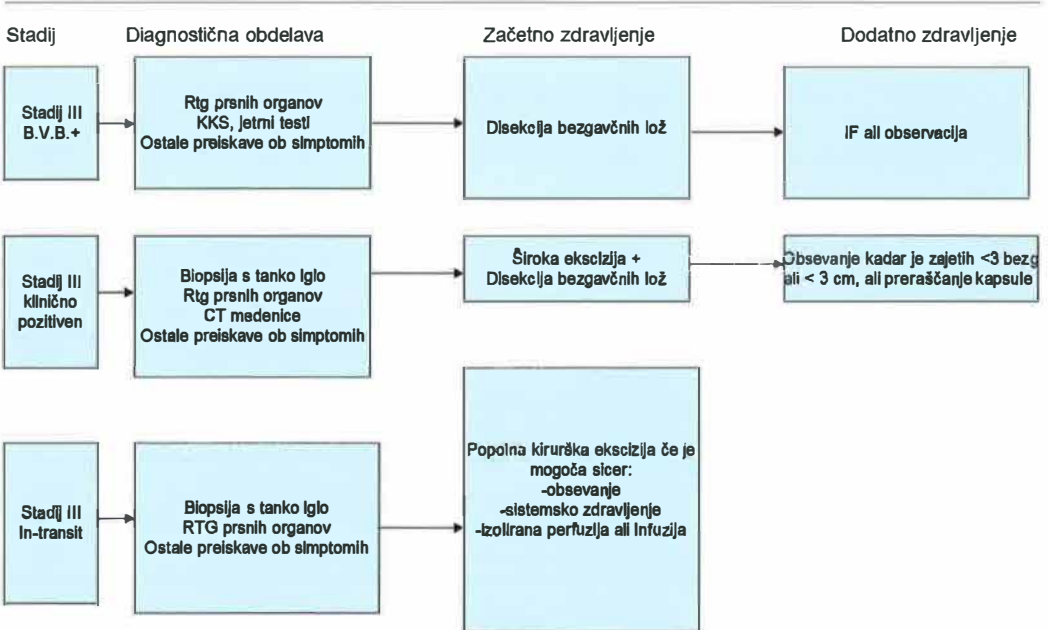 Stadij Diagnostična obdelava Začetno zdravljenje Dodatno zdravljenje
Stadij III
B.V.B.+
Rtg prsnih organov
KKS, jetrni testi
Ostale preiskave ob simptomih
Disekcija bezgavčnih lož
IF ali observacija
Stadij III
klinično
pozitiven
Biopsija s tanko iglo
Rtg prsnih organov
CT medenice
Ostale preiskave ob simptomih
Široka ekscizija +
Disekcija bezgavčnih lož
Obsevanje kadar je zajetih <3 bezg
ali < 3 cm, ali preraščanje kapsule
Stadij III
In-transit
Biopsija s tanko iglo
RTG prsnih organov
Ostale preiskave ob simptomih
Popolna kirurška ekscizija če je
mogoča sicer:
-obsevanje
-sistemsko zdravljenje
-izolirana perfuzija ali infuzija